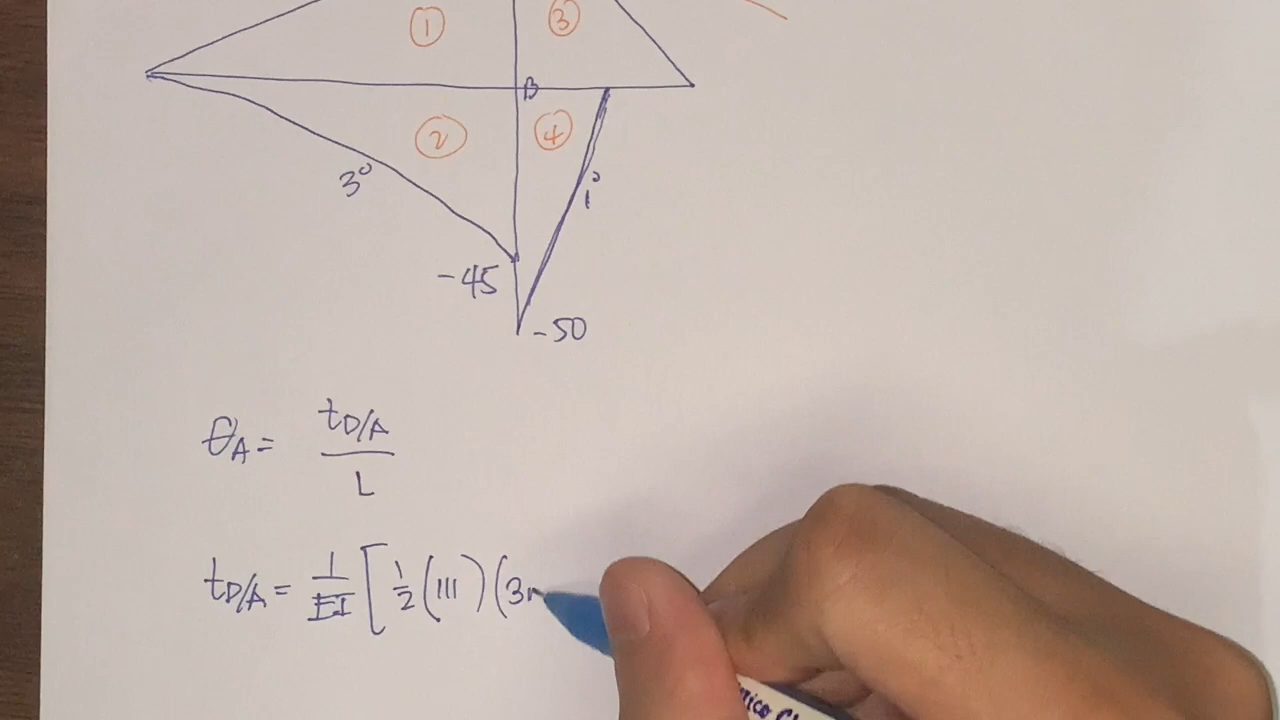 ① ③
B
② ④
3° 1°
-45
-50
θA = tD/A / L
tD/A = 1/EI [ 1/2 (111) (3